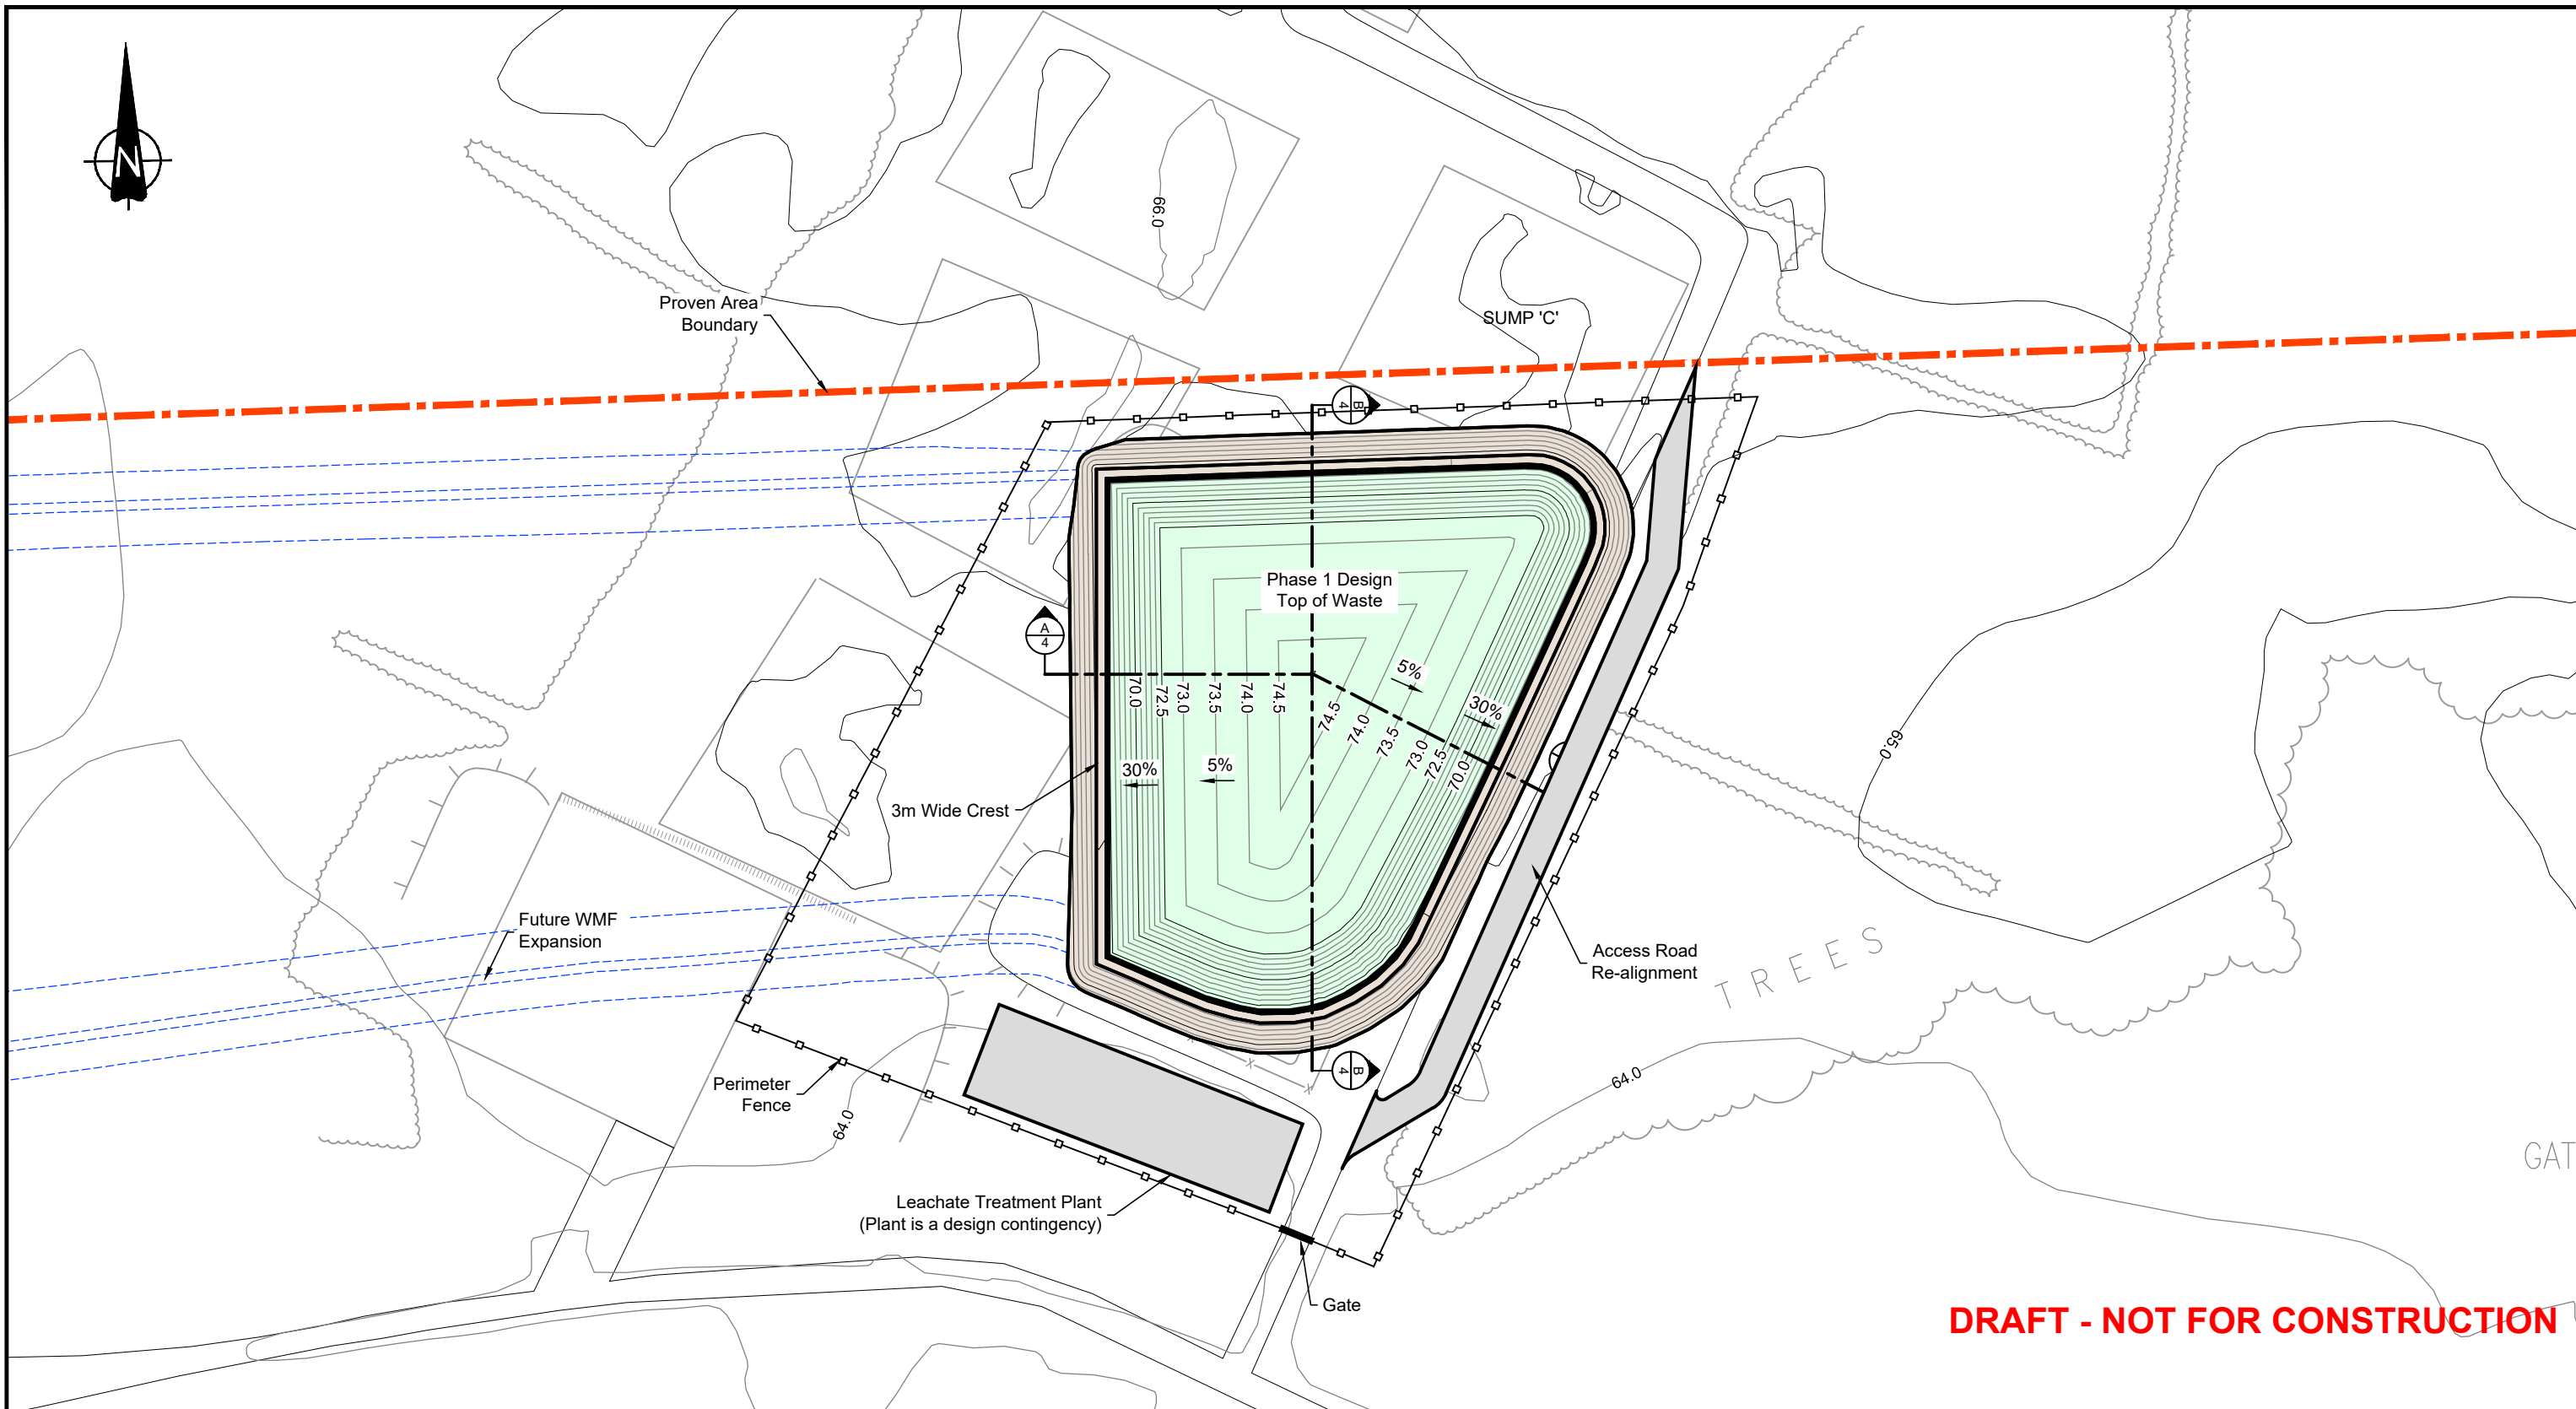 N
66.0
Proven Area
Boundary
SUMP 'C'
B
4
Phase 1 Design
Top of Waste
A
4
5%
30%
70.0
72.5
73.0
73.5
74.0
74.5
74.5
74.0
73.5
73.0
72.5
70.0
30%
5%
3m Wide Crest
65.0
Future WMF
Expansion
Access Road
Re-alignment
TREES
Perimeter
Fence
64.0
B
4
64.0
GAT
Leachate Treatment Plant
(Plant is a design contingency)
Gate
DRAFT - NOT FOR CONSTRUCTION